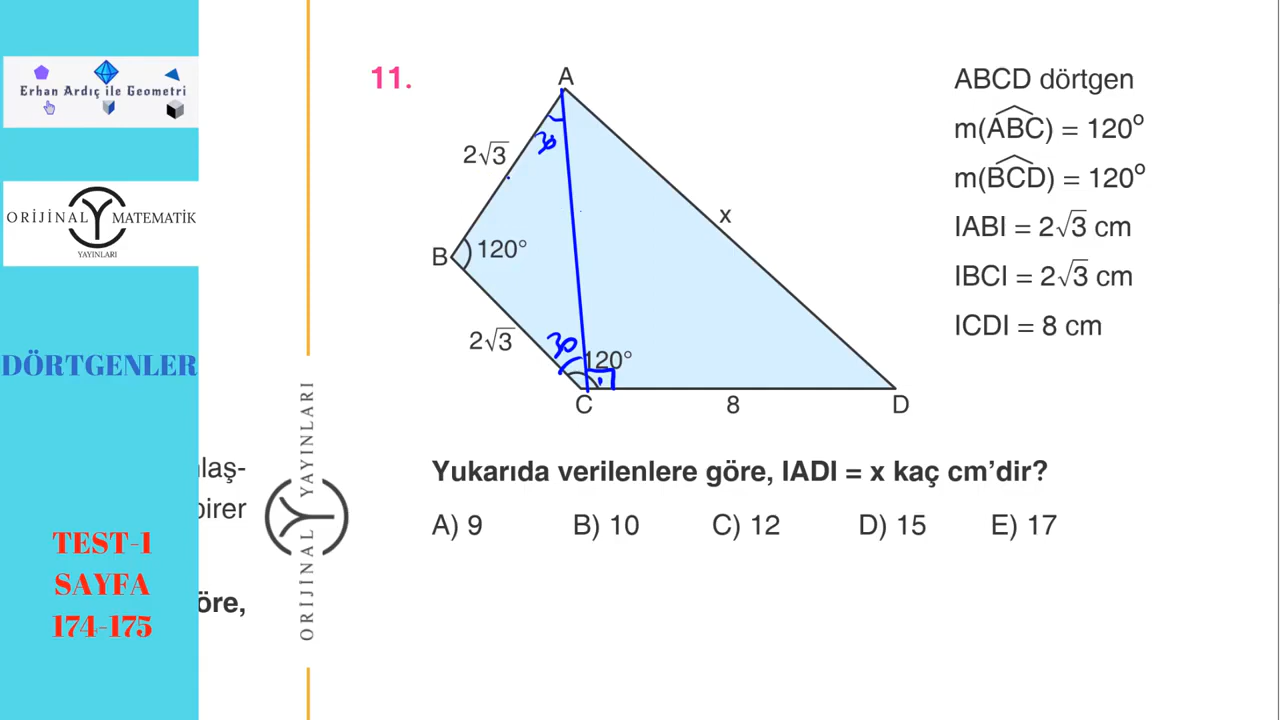 Erhan Ardıç ile Geometri
ORİJİNAL MATEMATİK
YAYINLARI
DÖRTGENLER
TEST-1
SAYFA
174-175
laş-
birer
öre,
ORİJİNAL YAYINLARI
11.
A
30
2√3
x
B
120°
2√3
30
120°
C
8
D
ABCD dörtgen
m(ABC) = 120°
m(BCD) = 120°
IABI = 2√3 cm
IBCI = 2√3 cm
ICDI = 8 cm
Yukarıda verilenlere göre, IADI = x kaç cm'dir?
A) 9 B) 10 C) 12 D) 15 E) 17